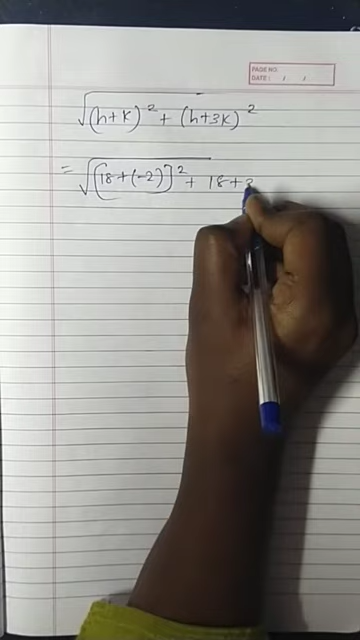 PAGE NO.
DATE: / /
√(h+k)² + (h+3k)²
= √[18+(-2)]² + 18+3